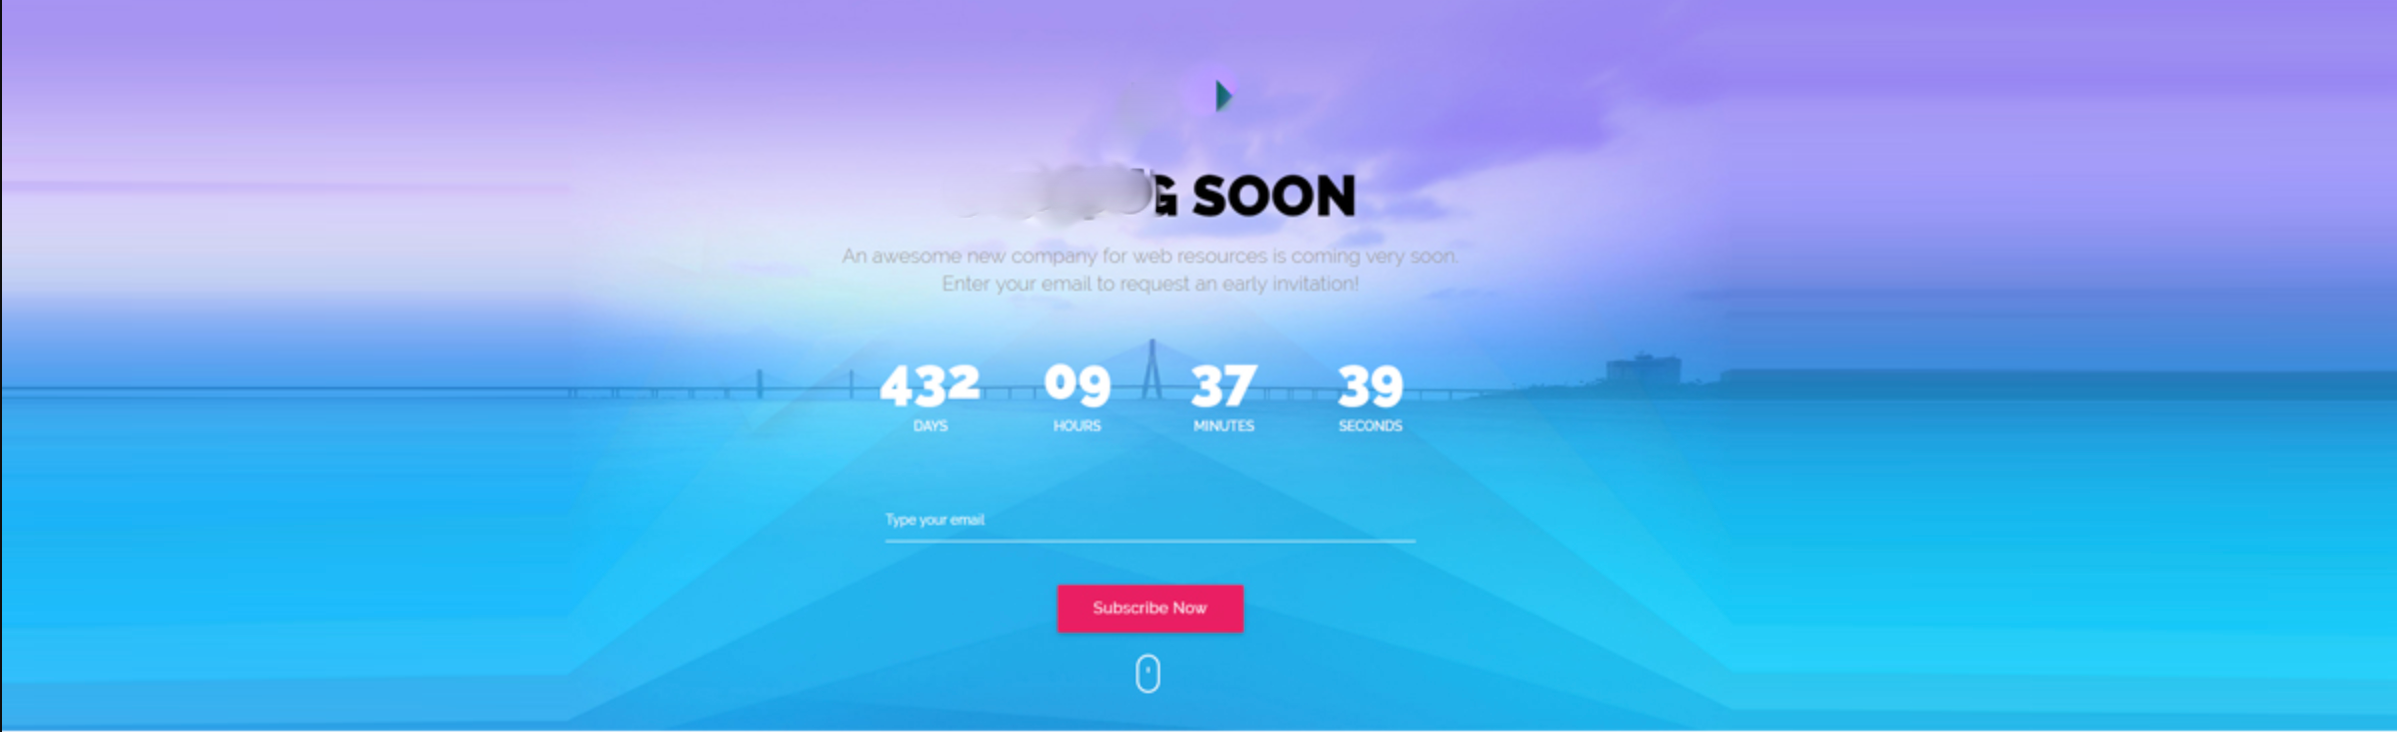 SOON
An awesome new company for web resources is coming very soon.
Enter your email to request an early invitation!
432 09 37 39
DAYS HOURS MINUTES SECONDS
Type your email
Subscribe Now